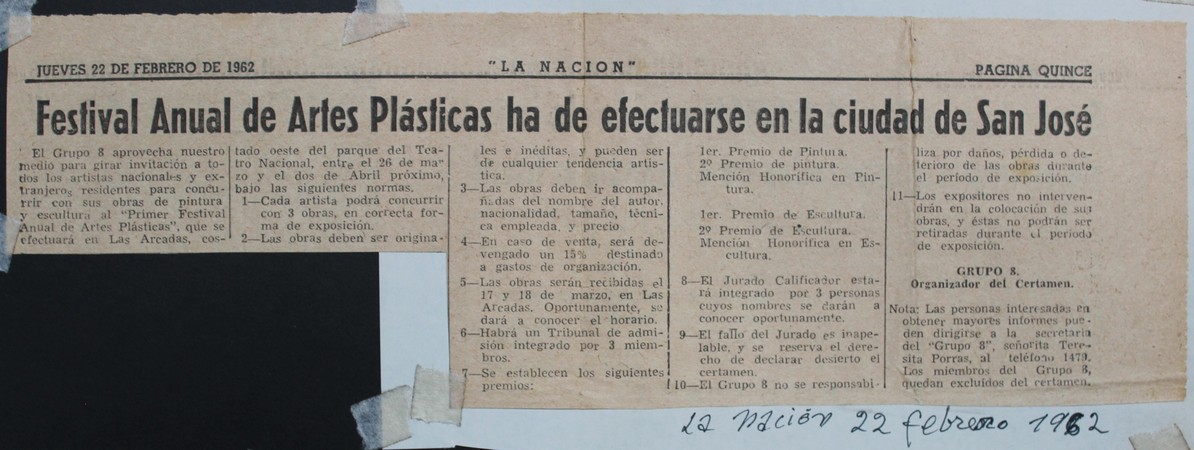 JUEVES 22 DE FEBRERO DE 1962
"LA NACION"
PAGINA QUINCE
Festival Anual de Artes Plásticas ha de efectuarse en la ciudad de San José
El Grupo 8 aprovecha nuestro
medio para girar invitación a to-
dos los artistas nacionales y ex-
tranjeros residentes para concu-
rrir con sus obras de pintura
y escultura al "Primer Festival
Anual de Artes Plásticas", que se
efectuará en Las Arcadas, cos-
tado oeste del parque del Tea-
tro Nacional, entre el 26 de mar-
zo y el dos de Abril próximo,
bajo las siguientes normas.
1—Cada artista podrá concurrir
con 3 obras, en correcta for-
ma de exposición.
2—Las obras deben ser origina-
les e inéditas, y pueden ser
de cualquier tendencia artís-
tica.
3—Las obras deben ir acompa-
ñadas del nombre del autor,
nacionalidad, tamaño, técni-
ca empleada, y precio
4—En caso de venta, será de-
vengado un 15% destinado
a gastos de organización.
5—Las obras serán recibidas el
17 y 18 de marzo, en Las
Arcadas. Oportunamente, se
dará a conocer el horario.
6—Habrá un Tribunal de admi-
sión integrado por 3 miem-
bros.
7—Se establecen los siguientes
premios:
1er. Premio de Pintura.
2º Premio de pintura.
Mención Honorífica en Pin-
tura.
1er. Premio de Escultura.
2º Premio de Escultura.
Mención Honorífica en Es-
cultura.
8—El Jurado Calificador esta-
rá integrado por 3 personas
cuyos nombres se darán a
conocer oportunamente.
9—El fallo del Jurado es inape-
lable, y se reserva el dere-
cho de declarar desierto el
certamen.
10—El Grupo 8 no se responsabi-
liza por daños, pérdida o de-
terioro de las obras durante
el período de exposición.
11—Los expositores no interven-
drán en la colocación de sus
obras, y éstas no podrán ser
retiradas durante el período
de exposición.
GRUPO 8.
Organizador del Certamen.
Nota: Las personas interesadas en
obtener mayores informes pue-
den dirigirse a la secretaria
del "Grupo 8", señorita Tere-
sita Porras, al teléfono 1479.
Los miembros del Grupo 8,
quedan excluidos del certamen.
La Nación 22 febrero 1962